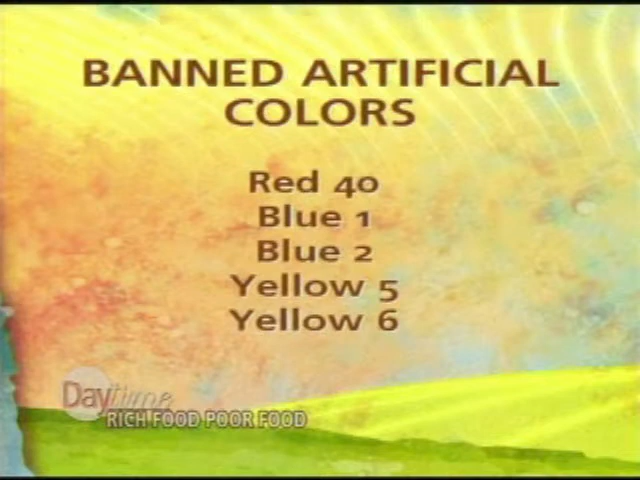 BANNED ARTIFICIAL
COLORS
Red 40
Blue 1
Blue 2
Yellow 5
Yellow 6
Daytime
RICH FOOD POOR FOOD